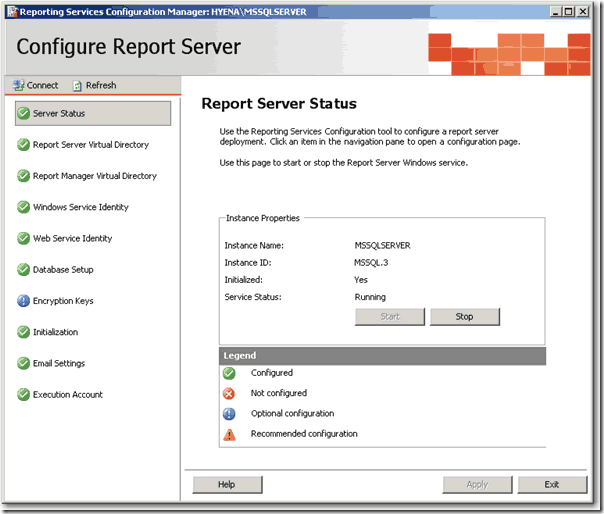 Reporting Services Configuration Manager: HYENA\MSSQLSERVER
Configure Report Server
Connect
Refresh
Server Status
Report Server Virtual Directory
Report Manager Virtual Directory
Windows Service Identity
Web Service Identity
Database Setup
Encryption Keys
Initialization
Email Settings
Execution Account
Report Server Status
Use the Reporting Services Configuration tool to configure a report server
deployment. Click an item in the navigation pane to open a configuration page.
Use this page to start or stop the Report Server Windows service.
Instance Properties
Instance Name: MSSQLSERVER
Instance ID: MSSQL.3
Initialized: Yes
Service Status: Running
Start Stop
Legend
Configured
Not configured
Optional configuration
Recommended configuration
Help Apply Exit